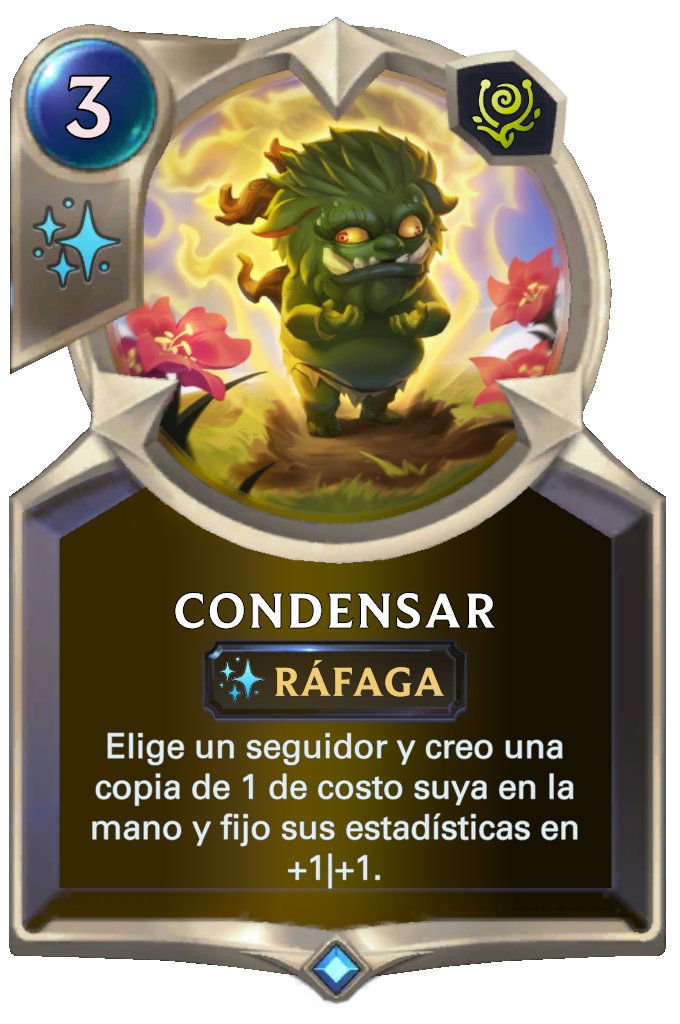 3
CONDENSAR
RÁFAGA
Elige un seguidor y creo una
copia de 1 de costo suya en la
mano y fijo sus estadísticas en
+1|+1.